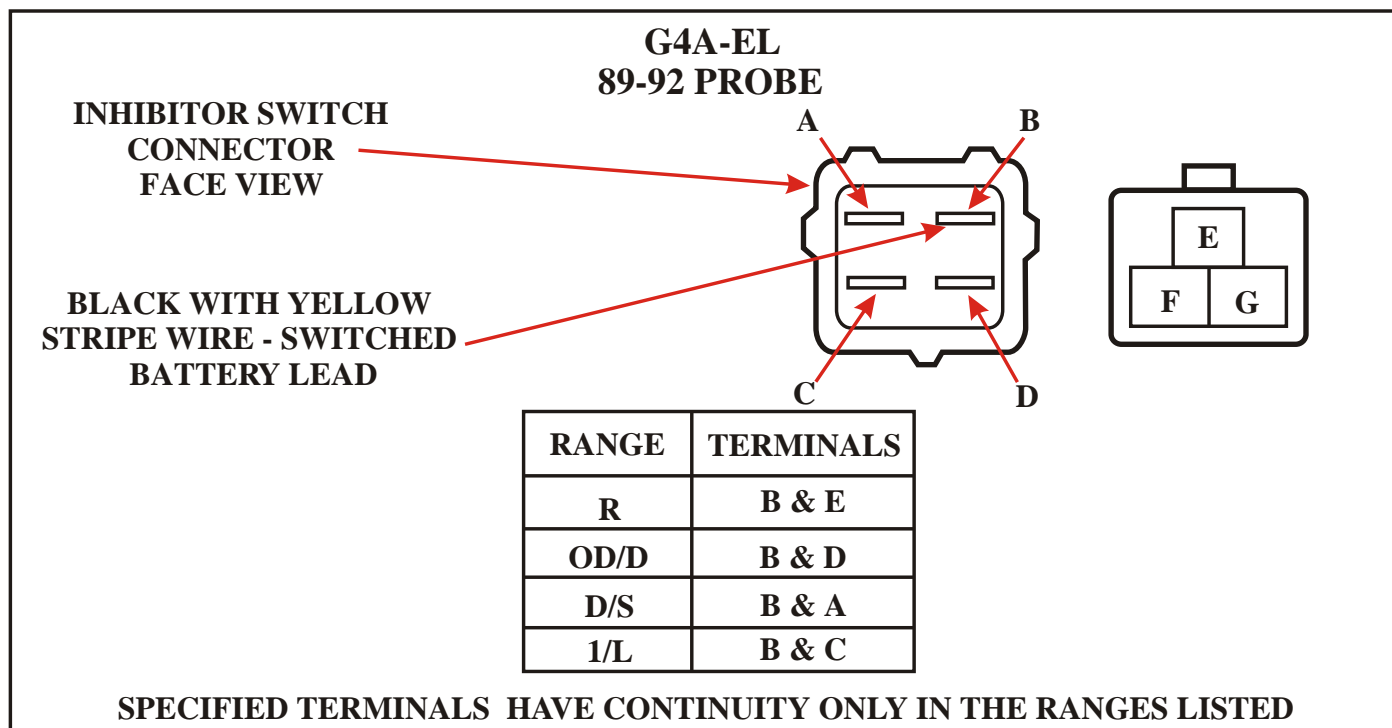 G4A-EL
89-92 PROBE
INHIBITOR SWITCH
CONNECTOR
FACE VIEW
A
B
E
F G
BLACK WITH YELLOW
STRIPE WIRE - SWITCHED
BATTERY LEAD
C
D
RANGE TERMINALS
R B & E
OD/D B & D
D/S B & A
1/L B & C
SPECIFIED TERMINALS HAVE CONTINUITY ONLY IN THE RANGES LISTED